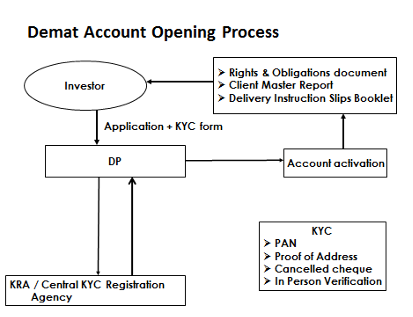 Demat Account Opening Process
Investor
➢ Rights & Obligations document
➢ Client Master Report
➢ Delivery Instruction Slips Booklet
Application + KYC form
DP
Account activation
KYC
➢ PAN
➢ Proof of Address
➢ Cancelled cheque
➢ In Person Verification
KRA / Central KYC Registration
Agency